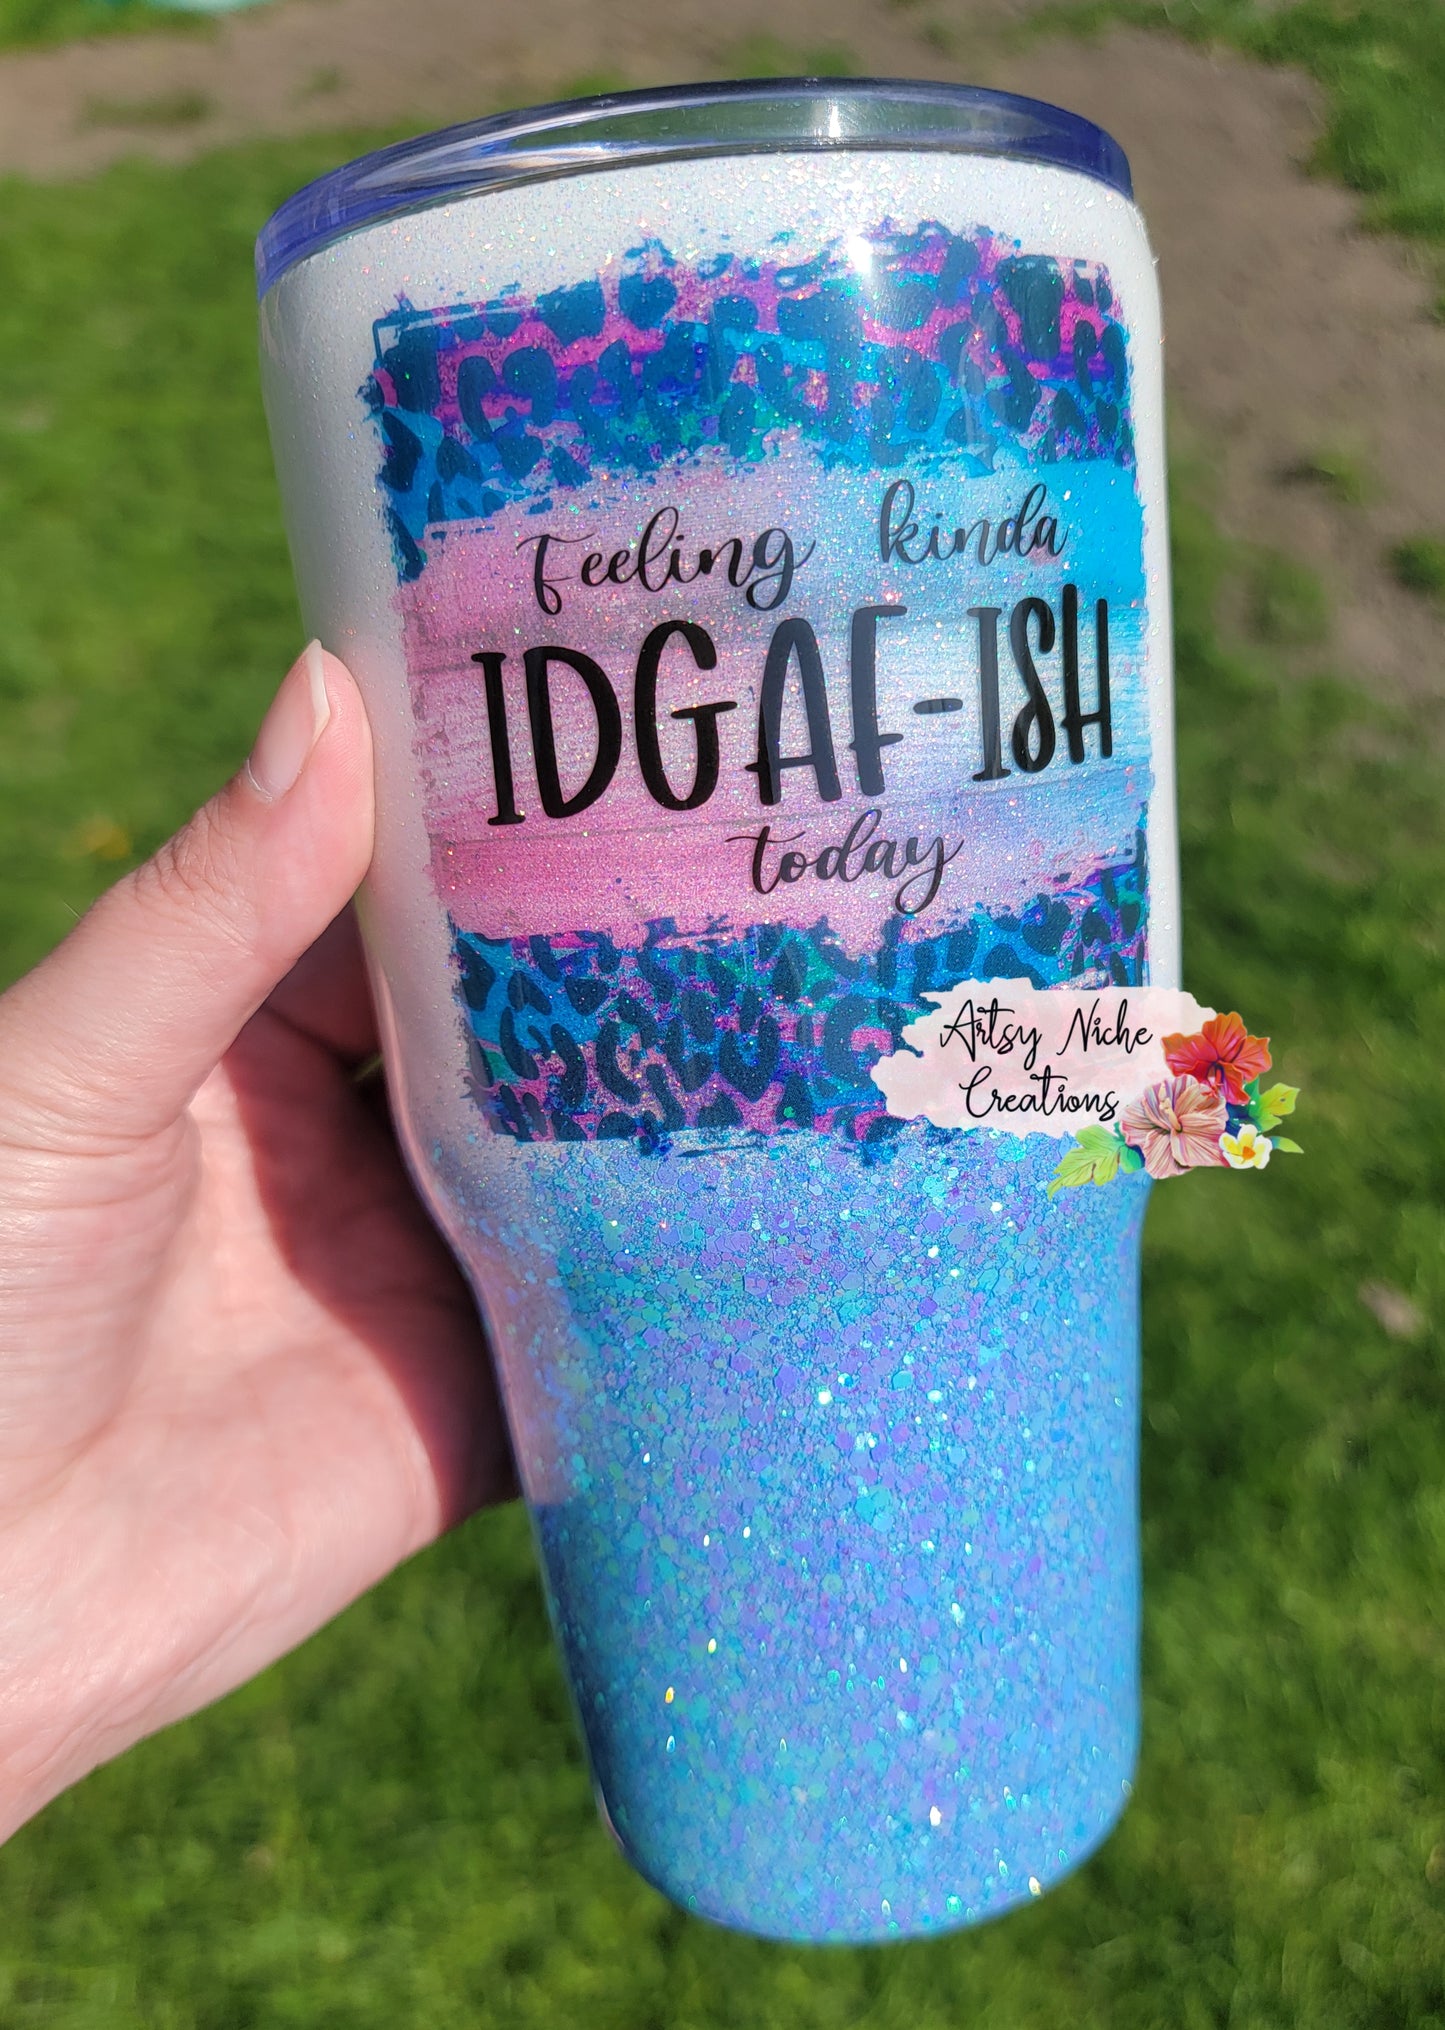 Feeling kinda
IDGAF-ISH
today
Artsy Niche
Creations